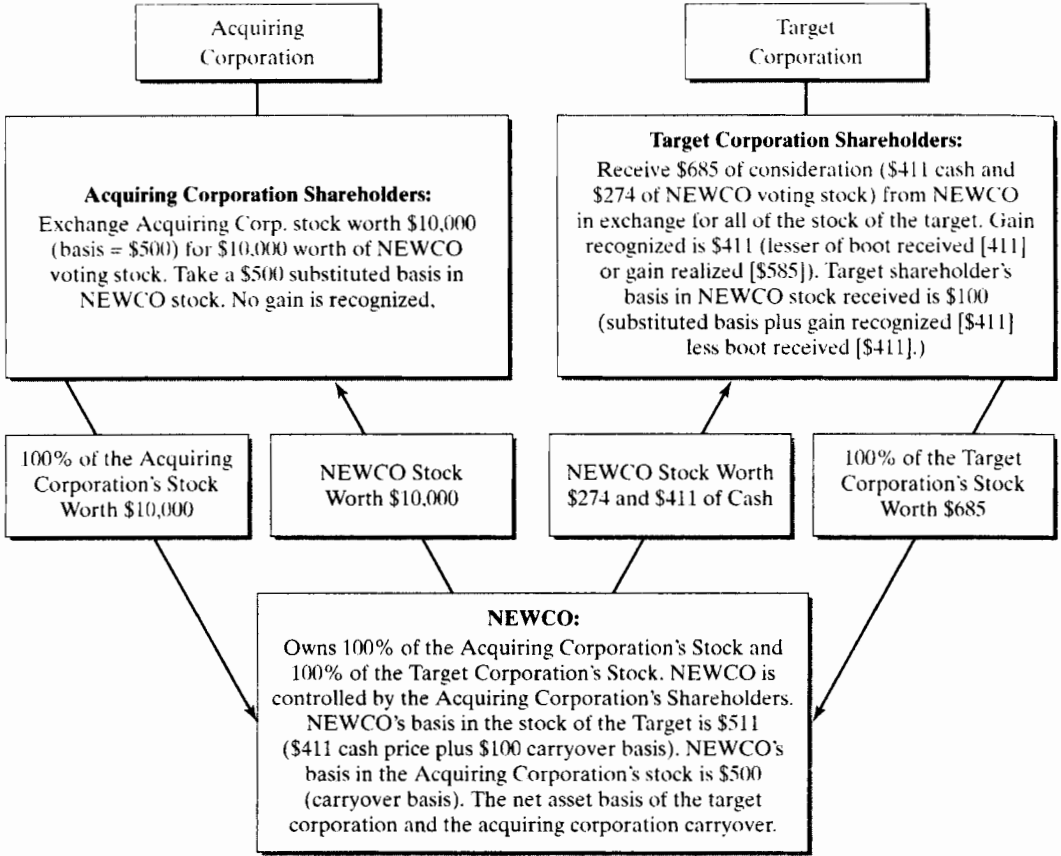 Acquiring
Corporation
Target
Corporation
Acquiring Corporation Shareholders:
Exchange Acquiring Corp. stock worth $10,000
(basis = $500) for $10,000 worth of NEWCO
voting stock. Take a $500 substituted basis in
NEWCO stock. No gain is recognized.
Target Corporation Shareholders:
Receive $685 of consideration ($411 cash and
$274 of NEWCO voting stock) from NEWCO
in exchange for all of the stock of the target. Gain
recognized is $411 (lesser of boot received [411]
or gain realized [$585]). Target shareholder's
basis in NEWCO stock received is $100
(substituted basis plus gain recognized [$411]
less boot received [$411].)
100% of the Acquiring
Corporation's Stock
Worth $10,000
NEWCO Stock
Worth $10,000
NEWCO Stock Worth
$274 and $411 of Cash
100% of the Target
Corporation's Stock
Worth $685
NEWCO:
Owns 100% of the Acquiring Corporation's Stock and
100% of the Target Corporation's Stock. NEWCO is
controlled by the Acquiring Corporation's Shareholders.
NEWCO's basis in the stock of the Target is $511
($411 cash price plus $100 carryover basis). NEWCO's
basis in the Acquiring Corporation's stock is $500
(carryover basis). The net asset basis of the target
corporation and the acquiring corporation carryover.